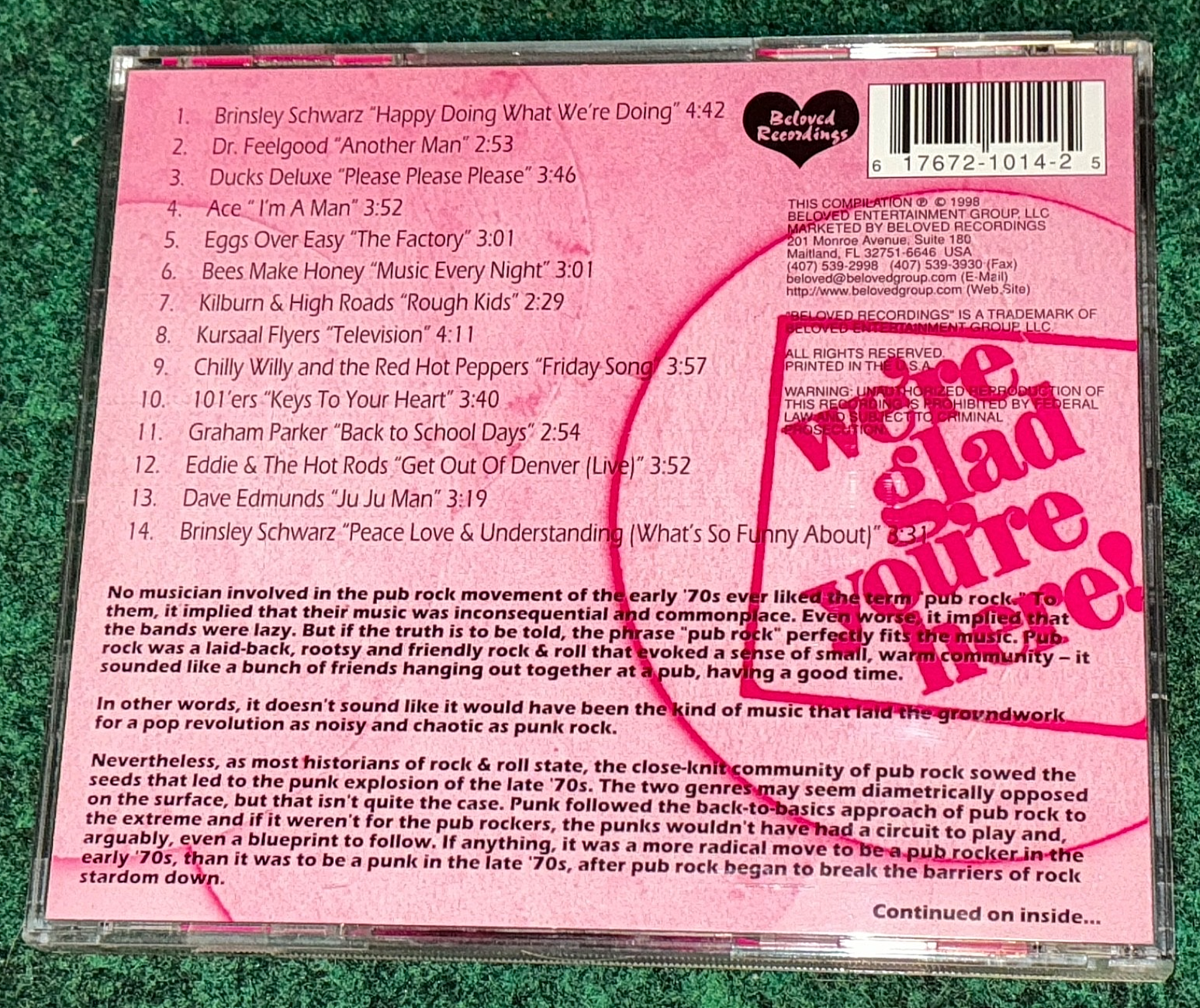 1. Brinsley Schwarz “Happy Doing What We're Doing” 4:42
2. Dr. Feelgood “Another Man” 2:53
3. Ducks Deluxe “Please Please Please” 3:46
4. Ace “ I'm A Man” 3:52
5. Eggs Over Easy “The Factory” 3:01
6. Bees Make Honey “Music Every Night” 3:01
7. Kilburn & High Roads “Rough Kids” 2:29
8. Kursaal Flyers “Television” 4:11
9. Chilly Willy and the Red Hot Peppers “Friday Song” 3:57
10. 101'ers “Keys To Your Heart” 3:40
11. Graham Parker “Back to School Days” 2:54
12. Eddie & The Hot Rods “Get Out Of Denver (Live)” 3:52
13. Dave Edmunds “Ju Ju Man” 3:19
14. Brinsley Schwarz “Peace Love & Understanding (What's So Funny About)” 3:31
Beloved
Recordings
6 17672-1014-2 5
THIS COMPILATION ℗ © 1998
BELOVED ENTERTAINMENT GROUP, LLC
MARKETED BY BELOVED RECORDINGS
201 Monroe Avenue, Suite 180
Maitland, FL 32751-6646 USA
(407) 539-2998 (407) 539-3930 (Fax)
beloved@belovedgroup.com (E-Mail)
http://www.belovedgroup.com (Web Site)
"BELOVED RECORDINGS" IS A TRADEMARK OF
BELOVED ENTERTAINMENT GROUP, LLC
ALL RIGHTS RESERVED.
PRINTED IN THE U.S.A.
WARNING: UNAUTHORIZED REPRODUCTION OF
THIS RECORDING IS PROHIBITED BY FEDERAL
LAW AND SUBJECT TO CRIMINAL
PROSECUTION.
we're
glad
you're
here!
No musician involved in the pub rock movement of the early '70s ever liked the term "pub rock." To
them, it implied that their music was inconsequential and commonplace. Even worse, it implied that
the bands were lazy. But if the truth is to be told, the phrase "pub rock" perfectly fits the music. Pub
rock was a laid-back, rootsy and friendly rock & roll that evoked a sense of small, warm community – it
sounded like a bunch of friends hanging out together at a pub, having a good time.
In other words, it doesn't sound like it would have been the kind of music that laid the groundwork
for a pop revolution as noisy and chaotic as punk rock.
Nevertheless, as most historians of rock & roll state, the close-knit community of pub rock sowed the
seeds that led to the punk explosion of the late '70s. The two genres may seem diametrically opposed
on the surface, but that isn't quite the case. Punk followed the back-to-basics approach of pub rock to
the extreme and if it weren't for the pub rockers, the punks wouldn't have had a circuit to play and,
arguably, even a blueprint to follow. If anything, it was a more radical move to be a pub rocker in the
early '70s, than it was to be a punk in the late '70s, after pub rock began to break the barriers of rock
stardom down.
Continued on inside...